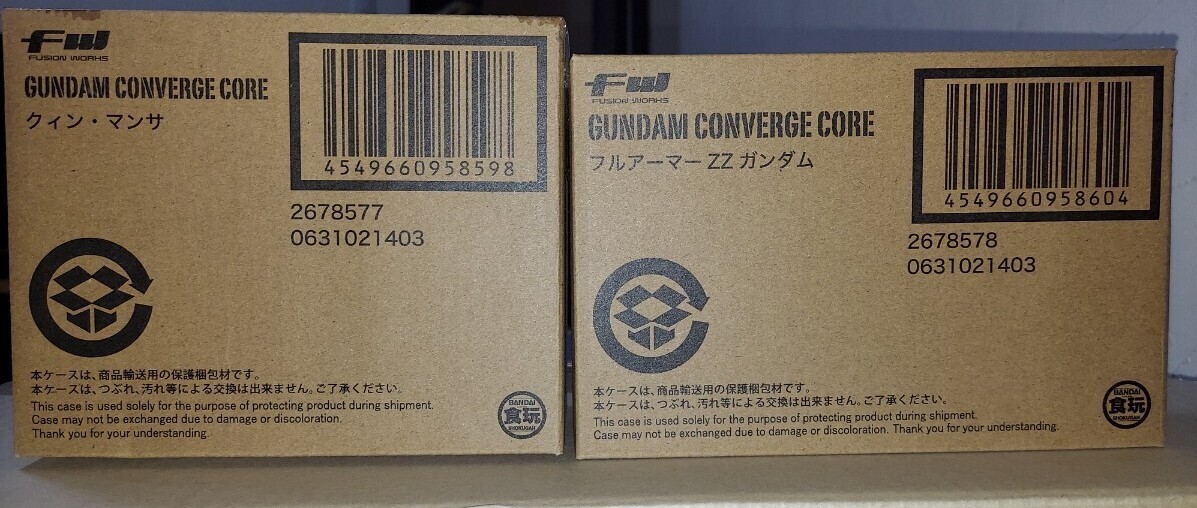 FW
FUSION WORKS
GUNDAM CONVERGE CORE
クィン・マンサ
4549660958598
2678577
0631021403
本ケースは、商品輸送用の保護梱包材です。
本ケースは、つぶれ、汚れ等による交換は出来ません。ご了承ください。
This case is used solely for the purpose of protecting product during shipment.
Case may not be exchanged due to damage or discoloration.
Thank you for your understanding.
BANDAI
食玩
SHOKUGAN
FW
FUSION WORKS
GUNDAM CONVERGE CORE
フルアーマー ZZ ガンダム
4549660958604
2678578
0631021403
本ケースは、商品輸送用の保護梱包材です。
本ケースは、つぶれ、汚れ等による交換は出来ません。ご了承ください。
This case is used solely for the purpose of protecting product during shipment.
Case may not be exchanged due to damage or discoloration. Thank you for your understanding.
BANDAI
食玩
SHOKUGAN